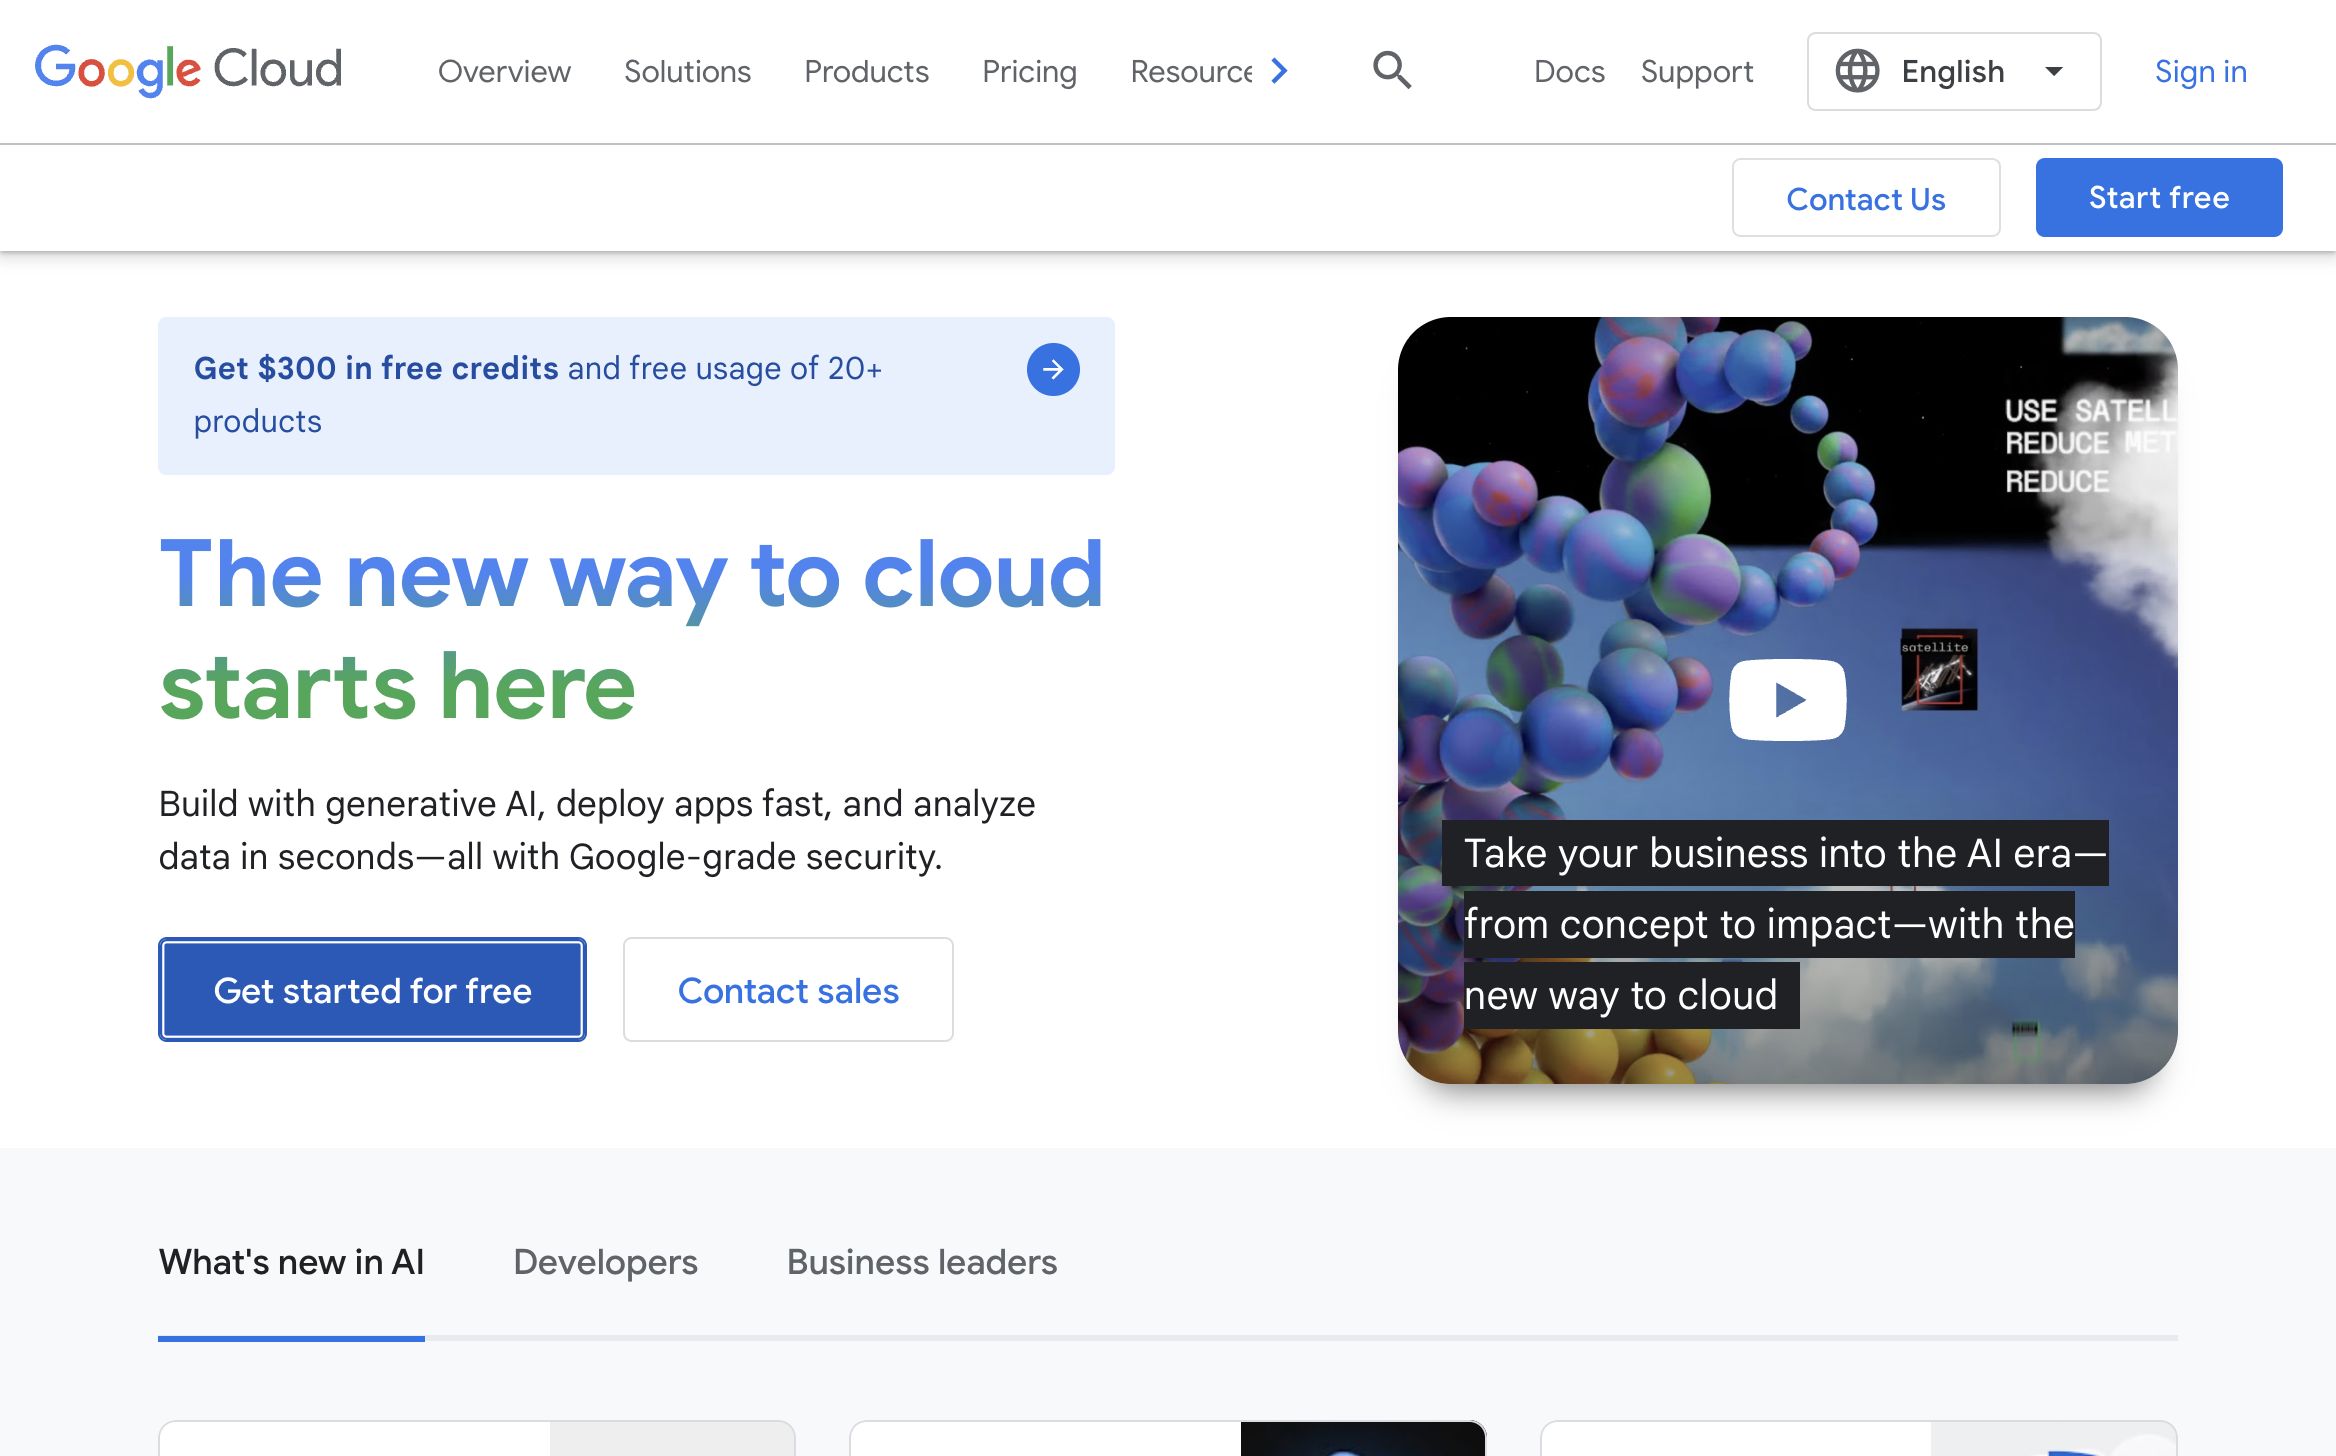 Google Cloud
Overview
Solutions
Products
Pricing
Resource
Docs
Support
English
Sign in
Contact Us
Start free
Get $300 in free credits and free usage of 20+
products
The new way to cloud
starts here
Build with generative AI, deploy apps fast, and analyze
data in seconds—all with Google-grade security.
Get started for free
Contact sales
USE SATELL
REDUCE MET
REDUCE
satellite
Take your business into the AI era—
from concept to impact—with the
new way to cloud
What's new in AI
Developers
Business leaders